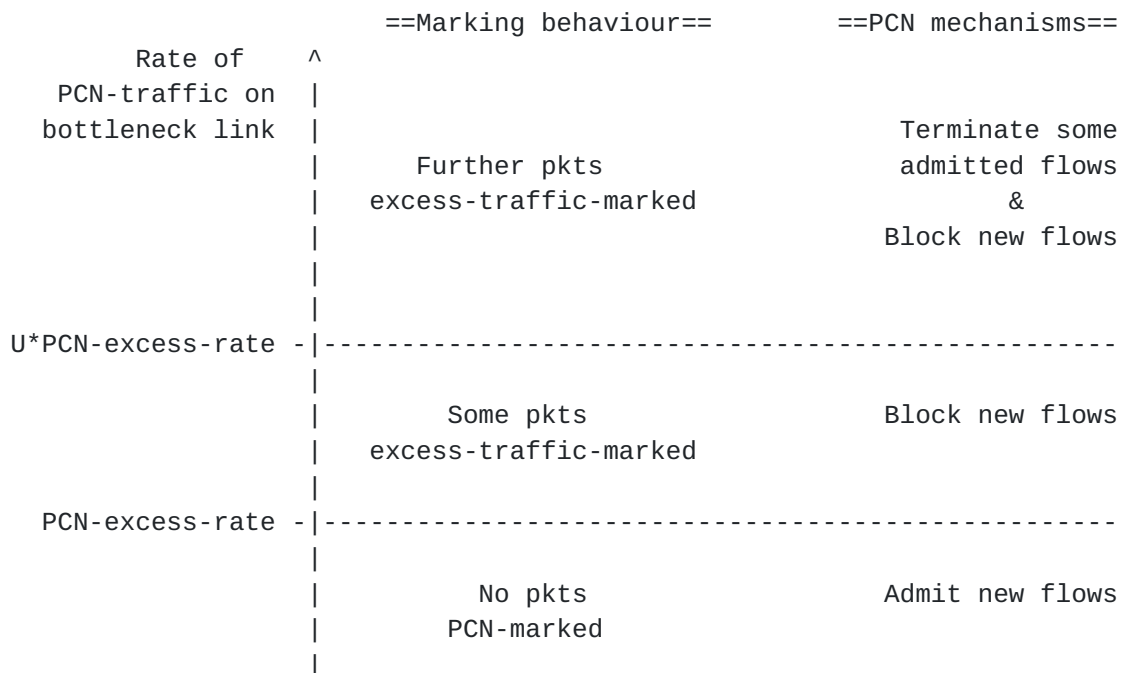 ==Marking behaviour==        ==PCN mechanisms==
        Rate of    ^
   PCN-traffic on  |
  bottleneck link  |                                     Terminate some
                   |      Further pkts                   admitted flows
                   |   excess-traffic-marked                    &
                   |                                    Block new flows
                   |
                   |
U*PCN-excess-rate -|---------------------------------------------------
                   |
                   |        Some pkts                   Block new flows
                   |   excess-traffic-marked
                   |
  PCN-excess-rate -|---------------------------------------------------
                   |
                   |          No pkts                   Admit new flows
                   |        PCN-marked
                   |